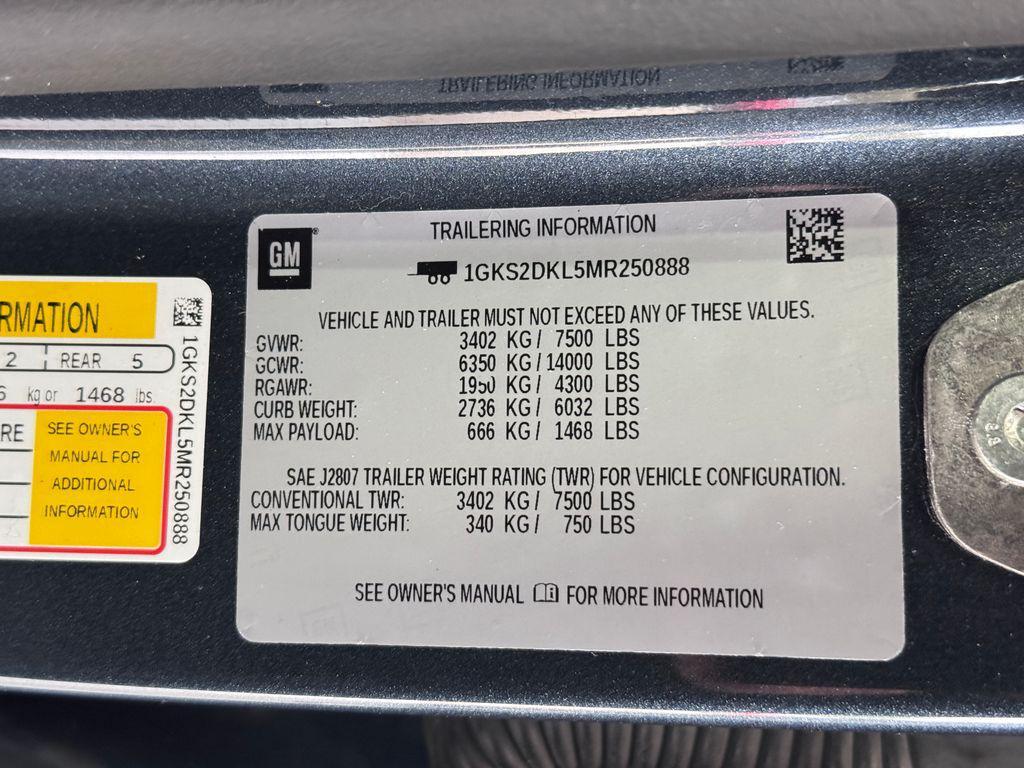 TRAILERING INFORMATION
GM
1GKS2DKL5MR250888
VEHICLE AND TRAILER MUST NOT EXCEED ANY OF THESE VALUES.
GVWR: 3402 KG / 7500 LBS
GCWR: 6350 KG / 14000 LBS
RGAWR: 1950 KG / 4300 LBS
CURB WEIGHT: 2736 KG / 6032 LBS
MAX PAYLOAD: 666 KG / 1468 LBS
SAE J2807 TRAILER WEIGHT RATING (TWR) FOR VEHICLE CONFIGURATION.
CONVENTIONAL TWR: 3402 KG / 7500 LBS
MAX TONGUE WEIGHT: 340 KG / 750 LBS
SEE OWNER'S MANUAL FOR MORE INFORMATION
RMATION
2 REAR 5
6 kg or 1468 lbs.
RE
SEE OWNER'S
MANUAL FOR
ADDITIONAL
INFORMATION
1GKS2DKL5MR250888
TRAILERING INFORMATION